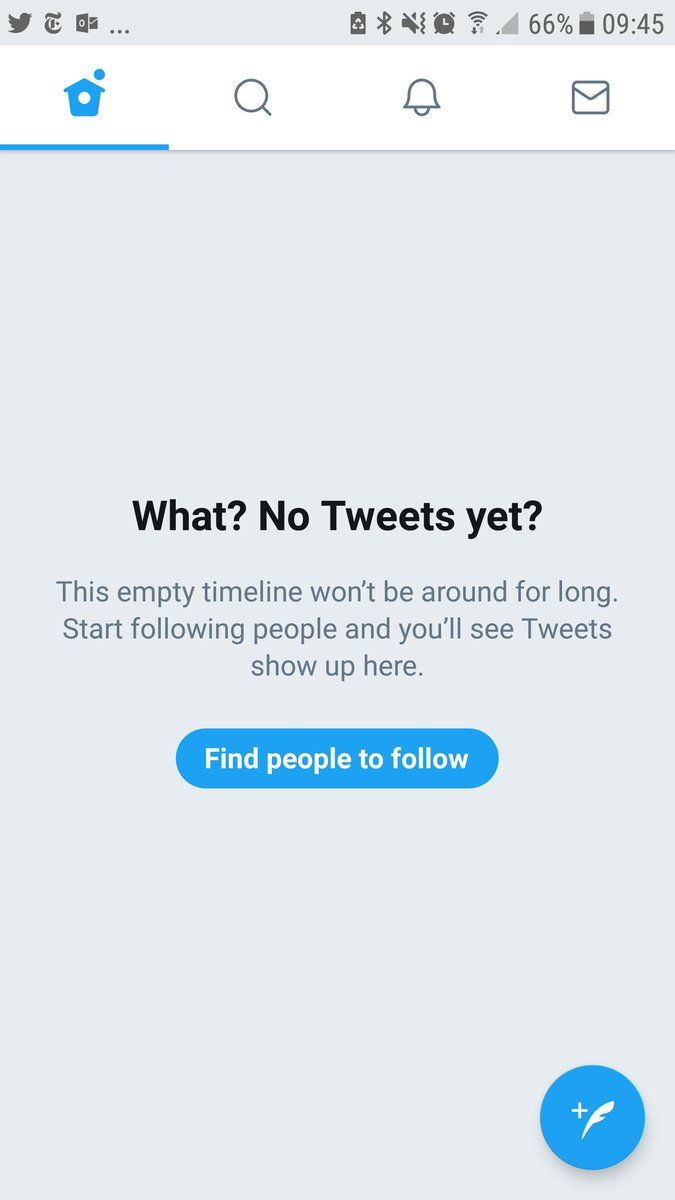 66% 09:45
What? No Tweets yet?
This empty timeline won’t be around for long.
Start following people and you’ll see Tweets
show up here.
Find people to follow